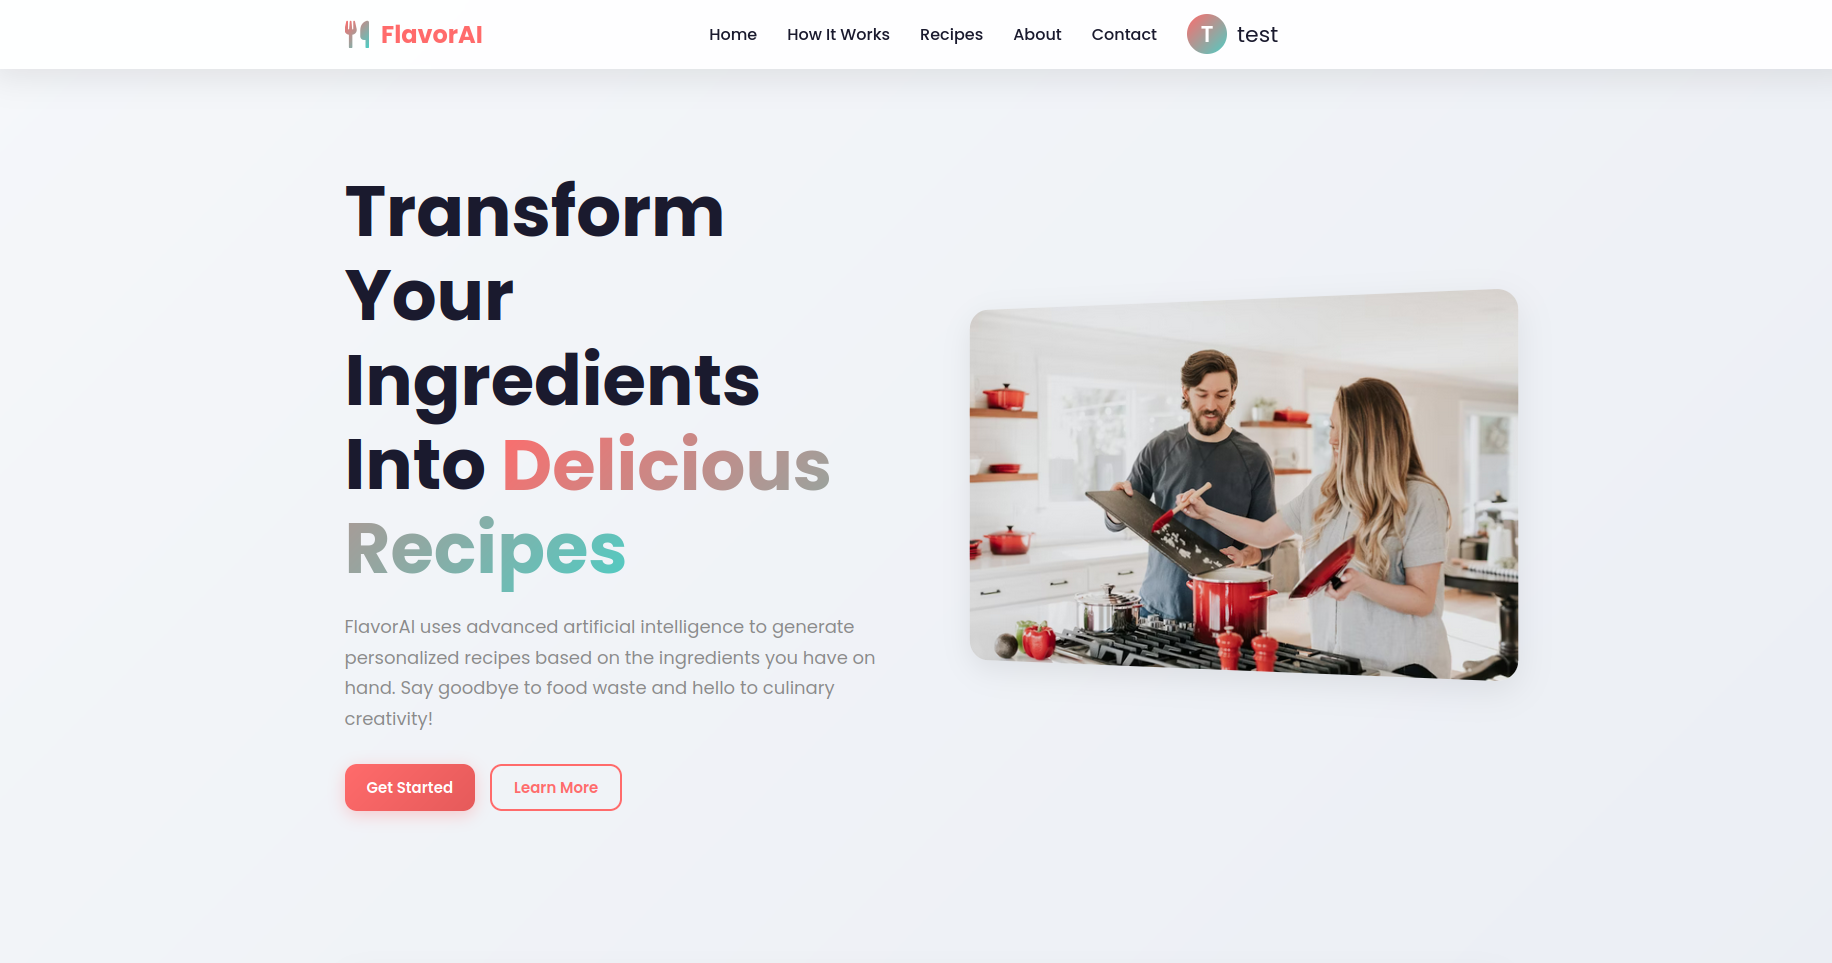 FlavorAI
Home How It Works Recipes About Contact T test
Transform
Your
Ingredients
Into Delicious
Recipes
FlavorAI uses advanced artificial intelligence to generate
personalized recipes based on the ingredients you have on
hand. Say goodbye to food waste and hello to culinary
creativity!
Get Started Learn More